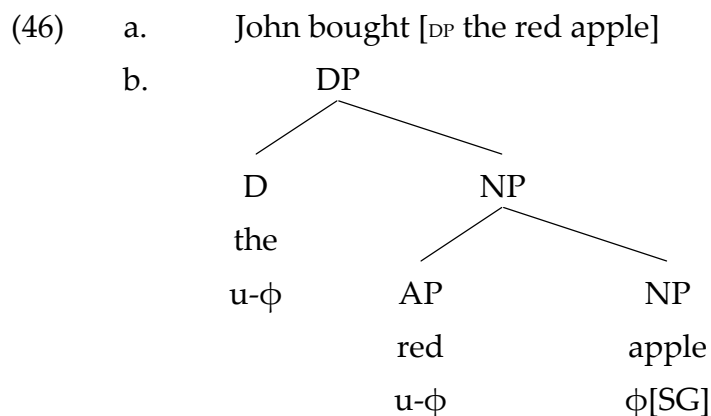 (46) a. John bought [DP the red apple]
b. DP
D NP
the
u-ϕ AP NP
red apple
u-ϕ ϕ[SG]